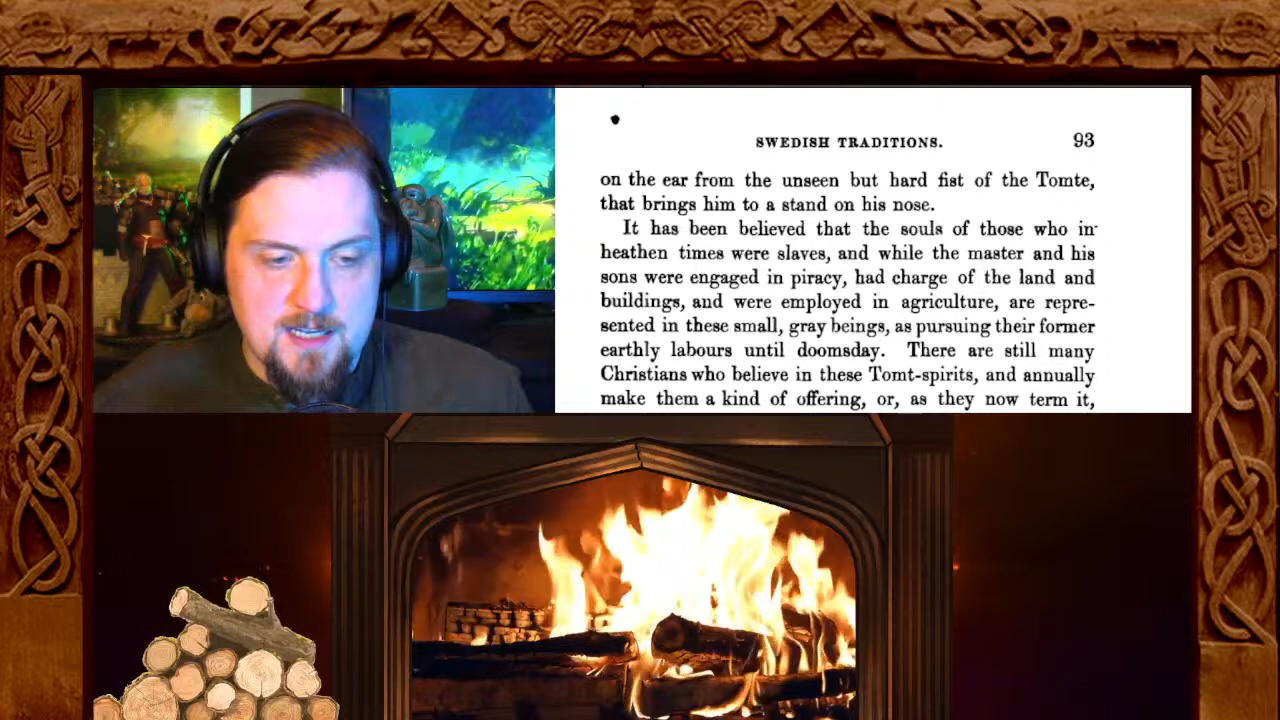 SWEDISH TRADITIONS. 93
on the ear from the unseen but hard fist of the Tomte,
that brings him to a stand on his nose.
It has been believed that the souls of those who in
heathen times were slaves, and while the master and his
sons were engaged in piracy, had charge of the land and
buildings, and were employed in agriculture, are repre-
sented in these small, gray beings, as pursuing their former
earthly labours until doomsday. There are still many
Christians who believe in these Tomt-spirits, and annually
make them a kind of offering, or, as they now term it,